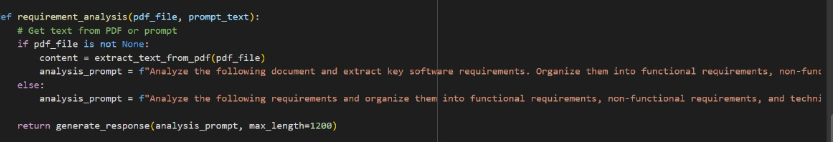 ef requirement_analysis(pdf_file, prompt_text):
# Get text from PDF or prompt
if pdf_file is not None:
content = extract_text_from_pdf(pdf_file)
analysis_prompt = f"Analyze the following document and extract key software requirements. Organize them into functional requirements, non-func
else:
analysis_prompt = f"Analyze the following requirements and organize them into functional requirements, non-functional requirements, and techni
return generate_response(analysis_prompt, max_length=1200)